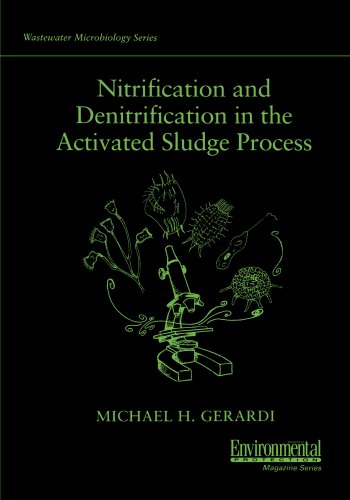 Wastewater Microbiology Series
Nitrification and
Denitrification in the
Activated Sludge Process
MICHAEL H. GERARDI
Environmental
PROTECTION
Magazine Series